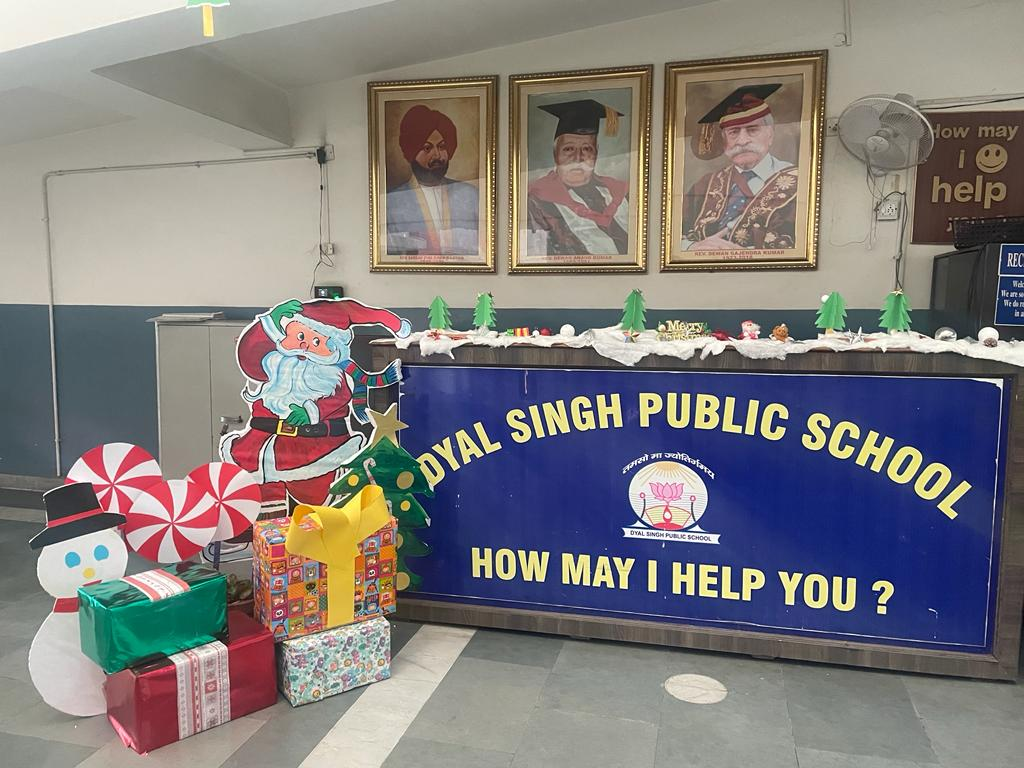 REV. DEWAN ANAND KUMAR
REV. DEWAN GAJENDRA KUMAR
How may
i
help
REC
Merry
DYAL SINGH PUBLIC SCHOOL
तमसो मा ज्योतिर्गमय
DYAL SINGH PUBLIC SCHOOL
HOW MAY I HELP YOU ?